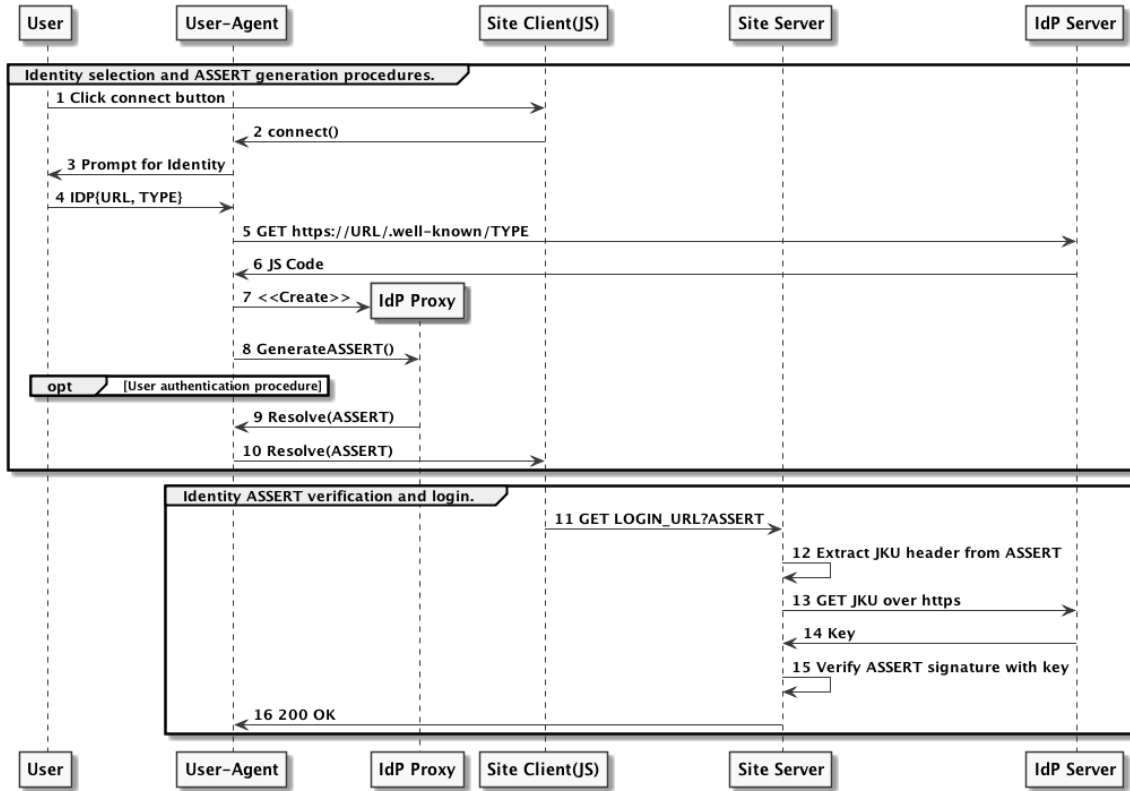 User
User-Agent
Site Client(JS)
Site Server
IdP Server
Identity selection and ASSERT generation procedures.
1 Click connect button
2 connect()
3 Prompt for Identity
4 IDP{URL, TYPE}
5 GET https://URL/.well-known/TYPE
6 JS Code
7 <<Create>>
IdP Proxy
8 GenerateASSERT()
opt
[User authentication procedure]
9 Resolve(ASSERT)
10 Resolve(ASSERT)
Identity ASSERT verification and login.
11 GET LOGIN_URL?ASSERT
12 Extract JKU header from ASSERT
13 GET JKU over https
14 Key
15 Verify ASSERT signature with key
16 200 OK
User
User-Agent
IdP Proxy
Site Client(JS)
Site Server
IdP Server